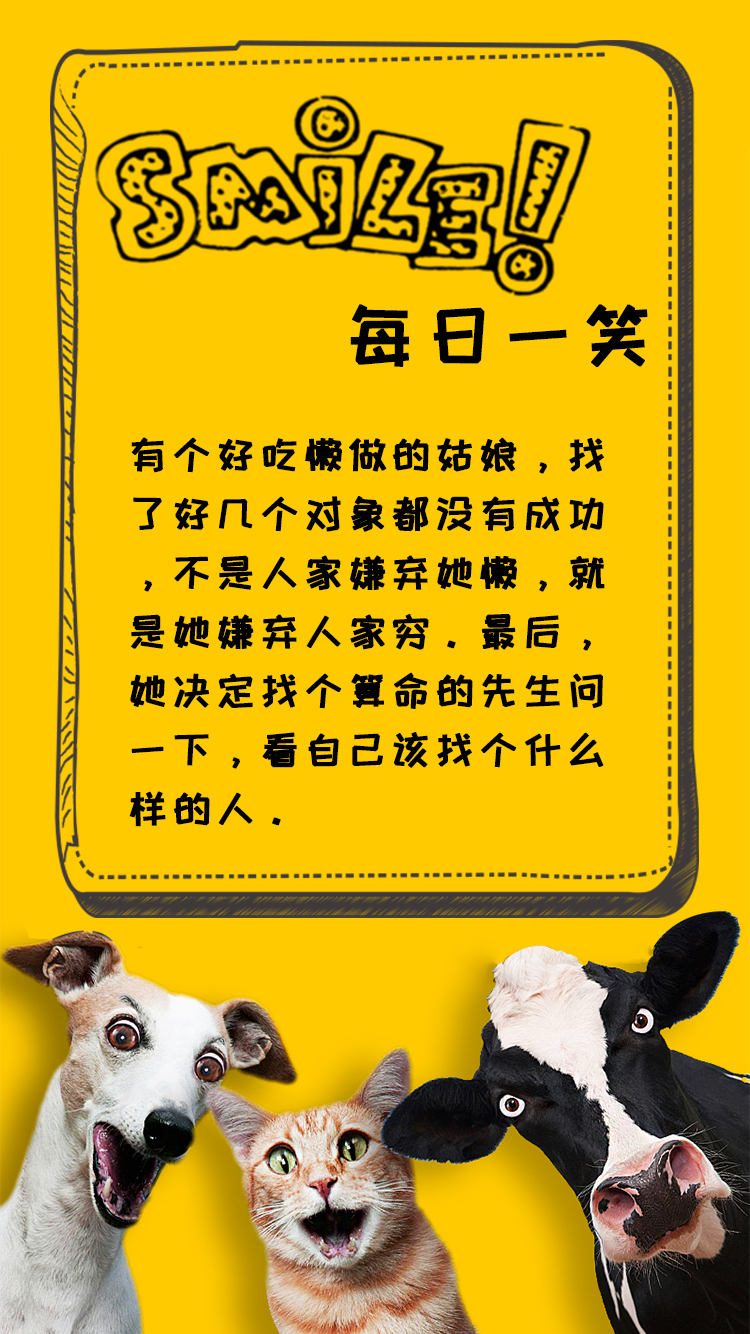 SMILE!
每日一笑
有个好吃懒做的姑娘，找
了好几个对象都没有成功
，不是人家嫌弃她懒，就
是她嫌弃人家穷。最后，
她决定找个算命的先生问
一下，看自己该找个什么
样的人。